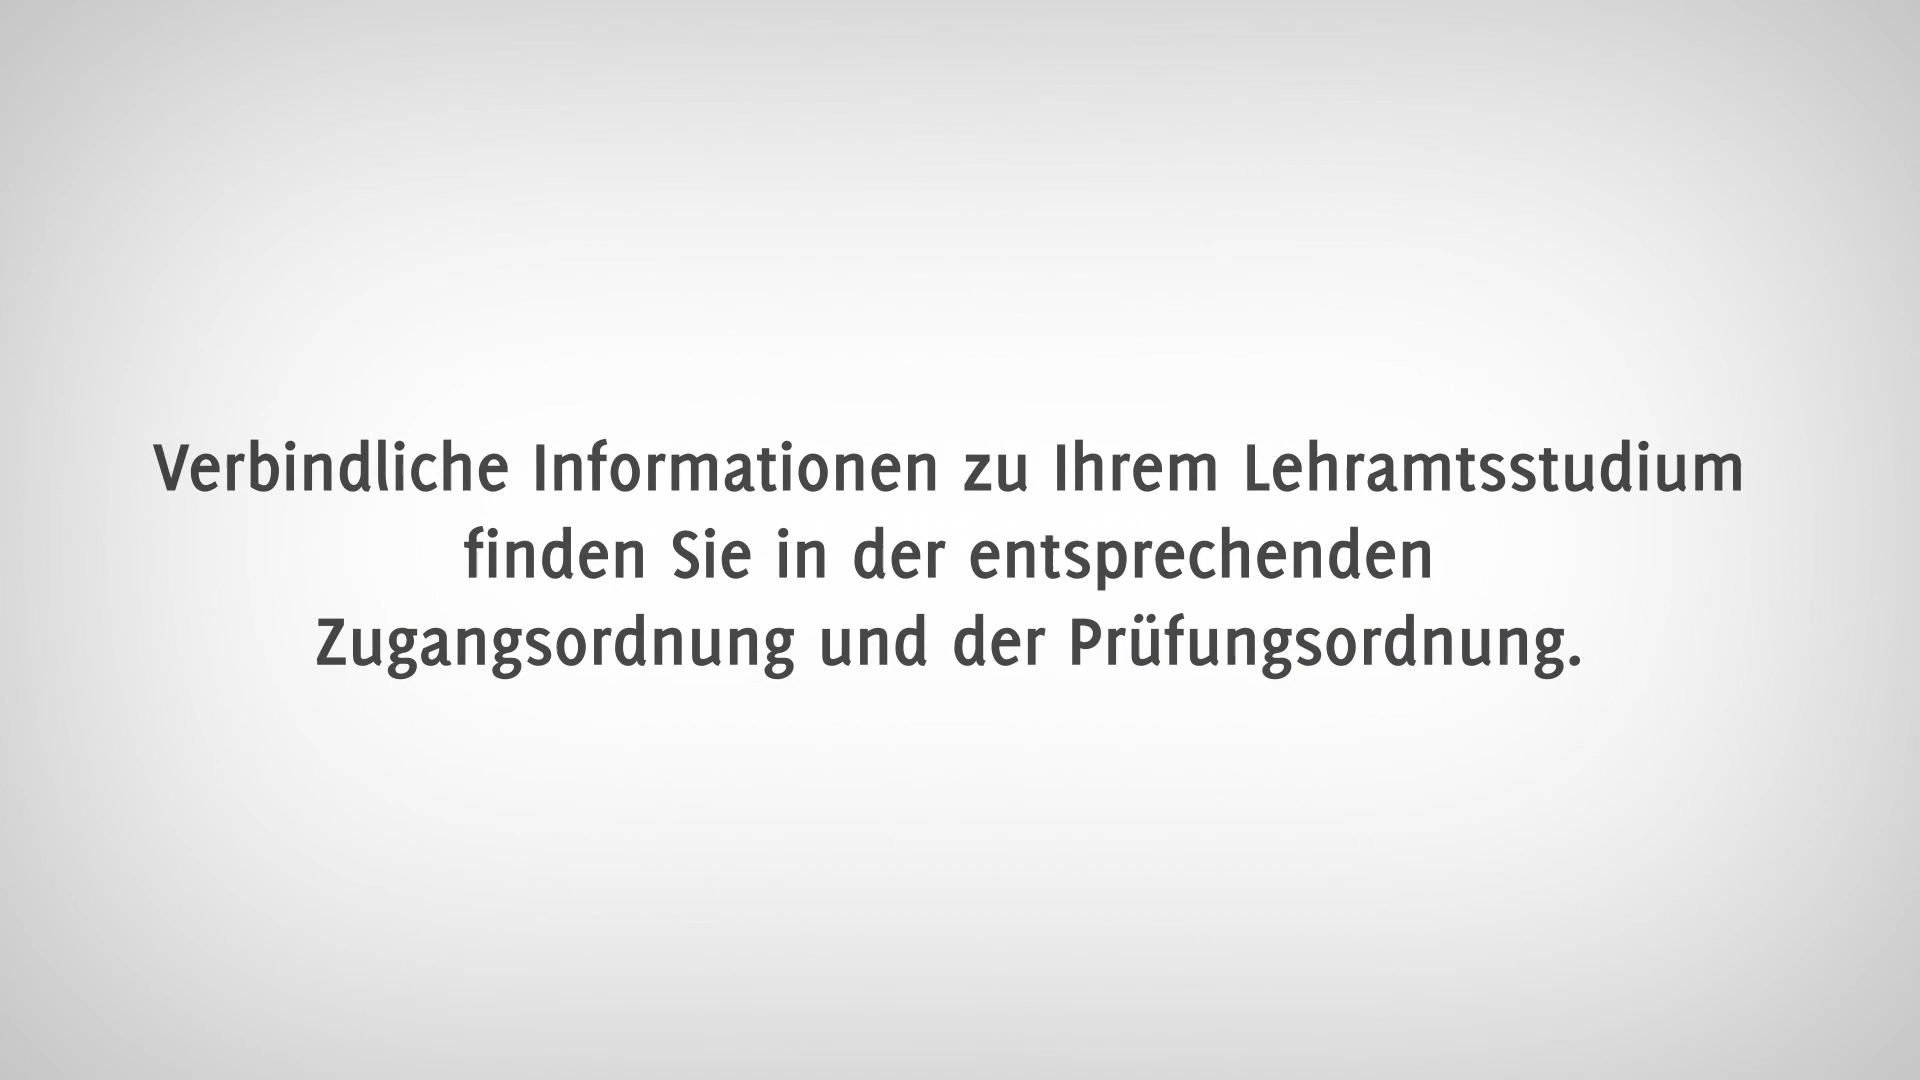 Verbindliche Informationen zu Ihrem Lehramtsstudium
finden Sie in der entsprechenden
Zugangsordnung und der Prüfungsordnung.